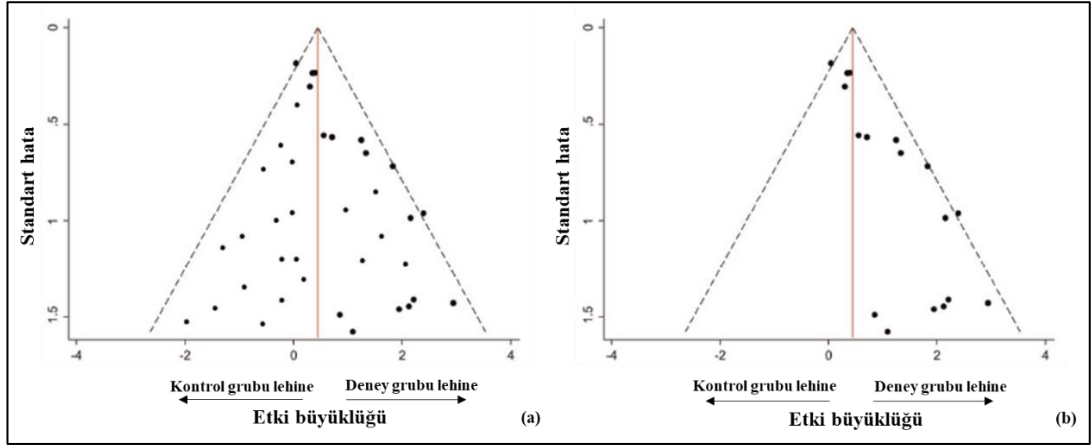 Standart hata
0
.5
1
1.5
-4 -2 0 2 4
Kontrol grubu lehine Deney grubu lehine
Etki büyüklüğü (a)
Standart hata
0
.5
1
1.5
-4 -2 0 2 4
Kontrol grubu lehine Deney grubu lehine
Etki büyüklüğü (b)